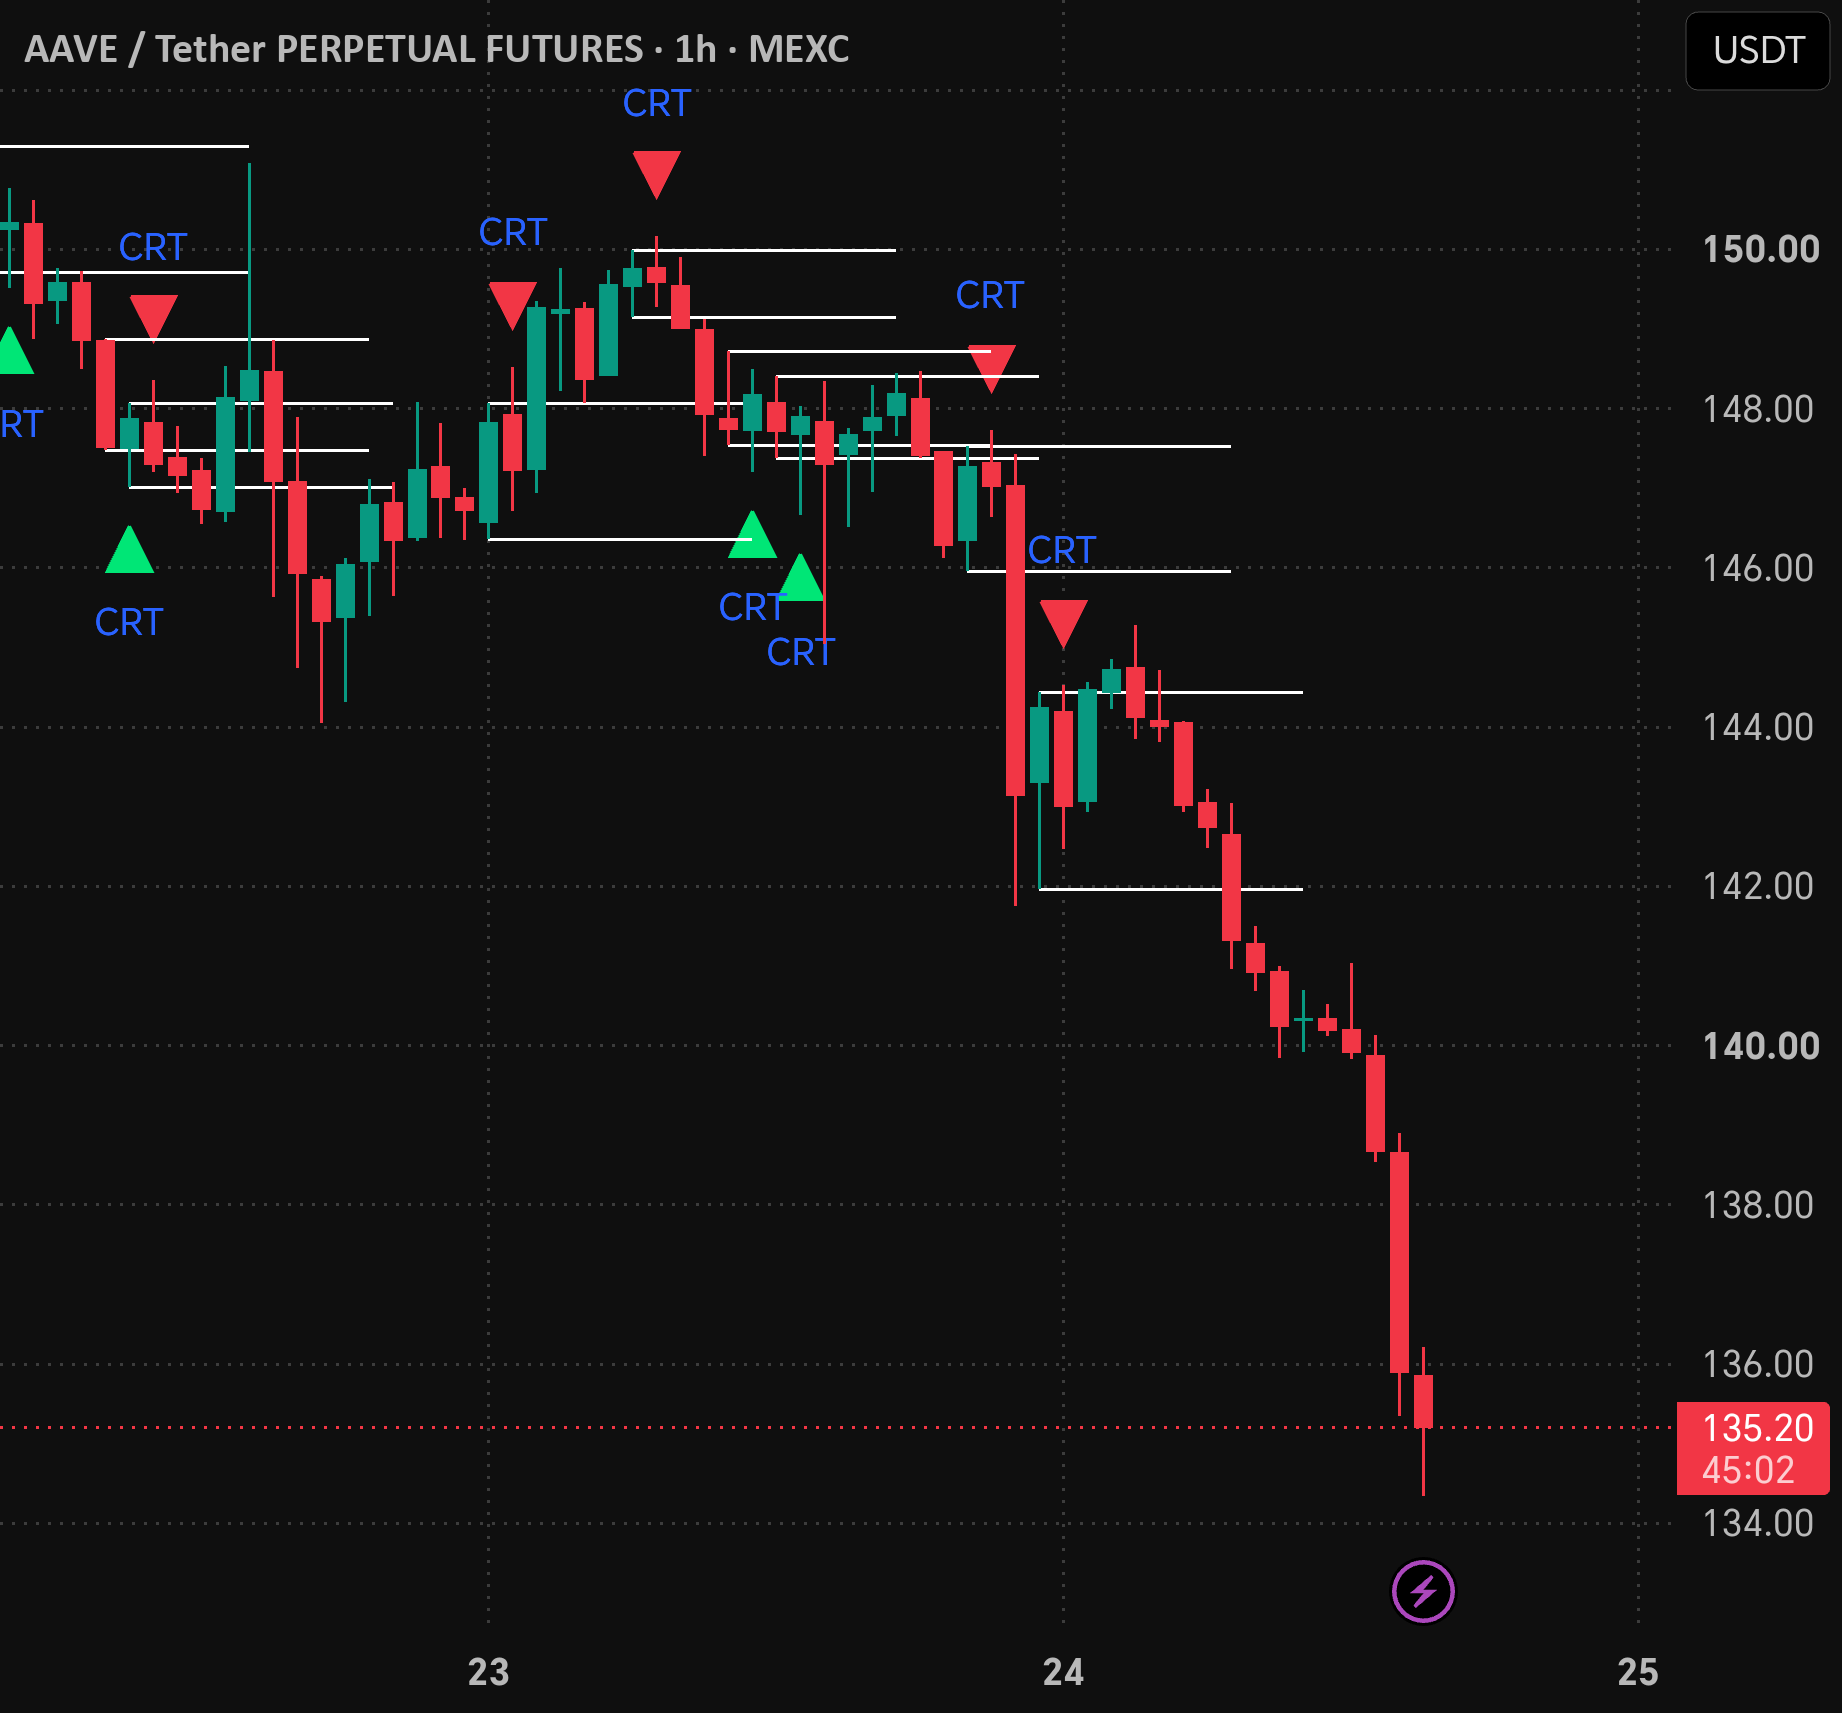 AAVE / Tether PERPETUAL FUTURES · 1h · MEXC
USDT
CRT
CRT
CRT
CRT
150.00
RT
148.00
CRT
146.00
CRT
CRT
CRT
144.00
142.00
140.00
138.00
136.00
135.20
45:02
134.00
23
24
25